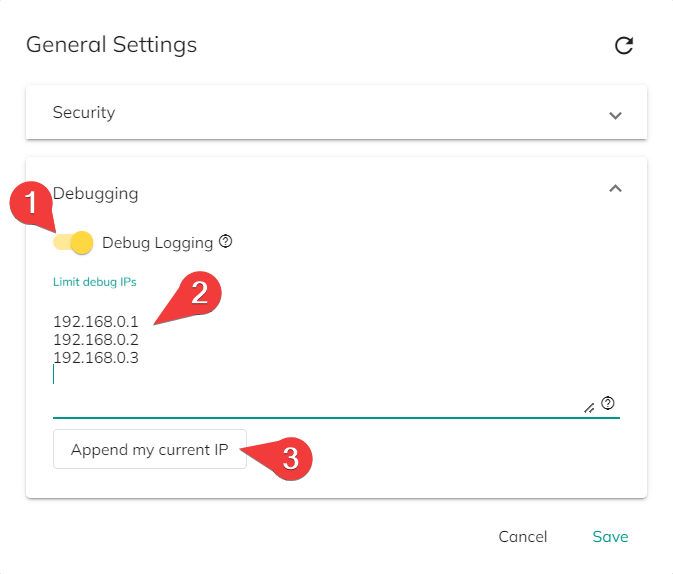 General Settings
Security
Debugging
1
Debug Logging ?
Limit debug IPs
2
192.168.0.1
192.168.0.2
192.168.0.3
?
Append my current IP
3
Cancel Save